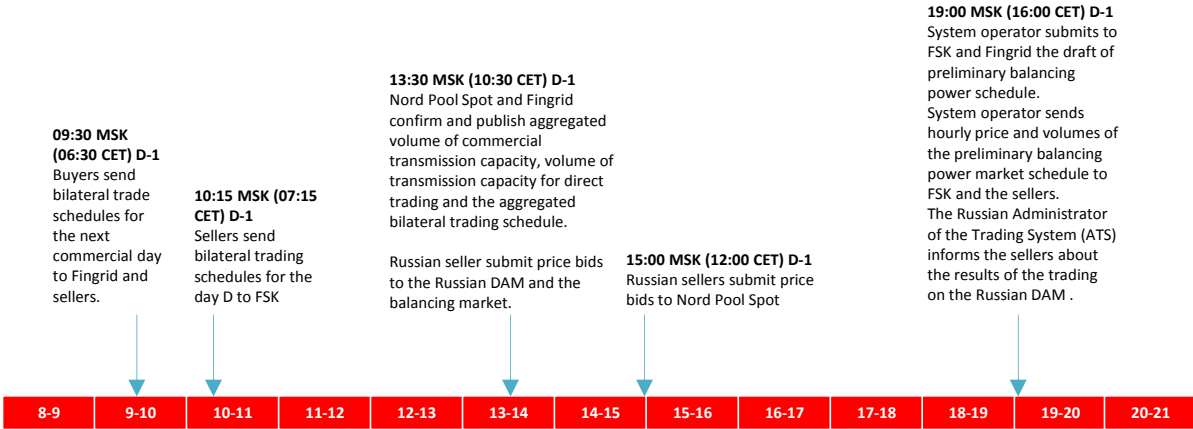 09:30 MSK
(06:30 CET) D-1
Buyers send
bilateral trade
schedules for
the next
commercial day
to Fingrid and
sellers.
10:15 MSK (07:15
CET) D-1
Sellers send
bilateral trading
schedules for the
day D to FSK
13:30 MSK (10:30 CET) D-1
Nord Pool Spot and Fingrid
confirm and publish aggregated
volume of commercial
transmission capacity, volume of
transmission capacity for direct
trading and the aggregated
bilateral trading schedule.
Russian seller submit price bids
to the Russian DAM and the
balancing market.
15:00 MSK (12:00 CET) D-1
Russian sellers submit price
bids to Nord Pool Spot
19:00 MSK (16:00 CET) D-1
System operator submits to
FSK and Fingrid the draft of
preliminary balancing
power schedule.
System operator sends
hourly price and volumes of
the preliminary balancing
power market schedule to
FSK and the sellers.
The Russian Administrator
of the Trading System (ATS)
informs the sellers about
the results of the trading
on the Russian DAM .
8-9 9-10 10-11 11-12 12-13 13-14 14-15 15-16 16-17 17-18 18-19 19-20 20-21